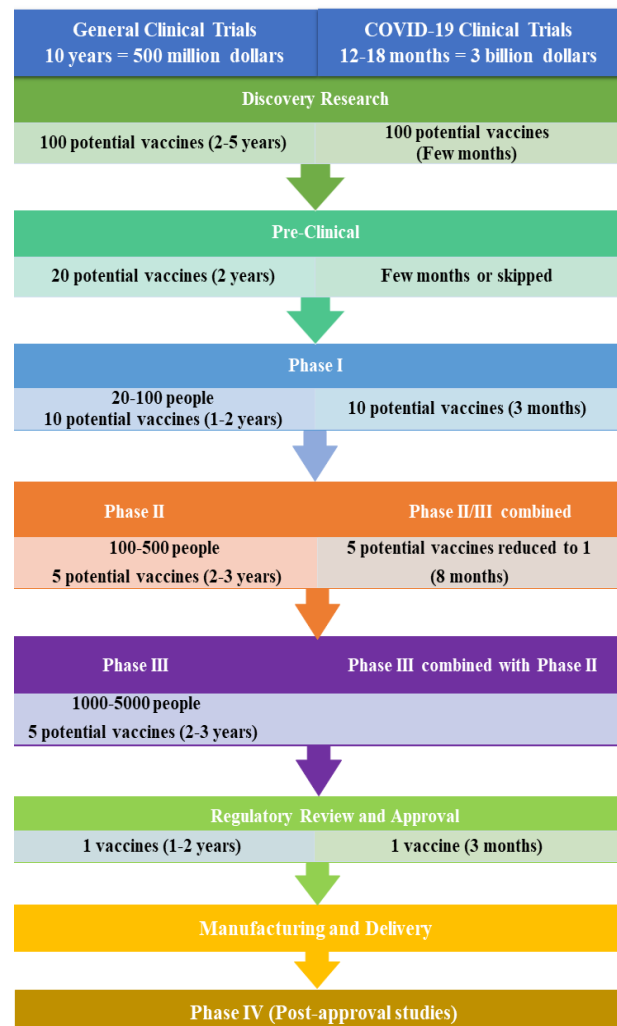 General Clinical Trials
10 years = 500 million dollars
COVID-19 Clinical Trials
12-18 months = 3 billion dollars
Discovery Research
100 potential vaccines (2-5 years)
100 potential vaccines
(Few months)
Pre-Clinical
20 potential vaccines (2 years)
Few months or skipped
Phase I
20-100 people
10 potential vaccines (1-2 years)
10 potential vaccines (3 months)
Phase II
Phase II/III combined
100-500 people
5 potential vaccines (2-3 years)
5 potential vaccines reduced to 1
(8 months)
Phase III
Phase III combined with Phase II
1000-5000 people
5 potential vaccines (2-3 years)
Regulatory Review and Approval
1 vaccines (1-2 years)
1 vaccine (3 months)
Manufacturing and Delivery
Phase IV (Post-approval studies)